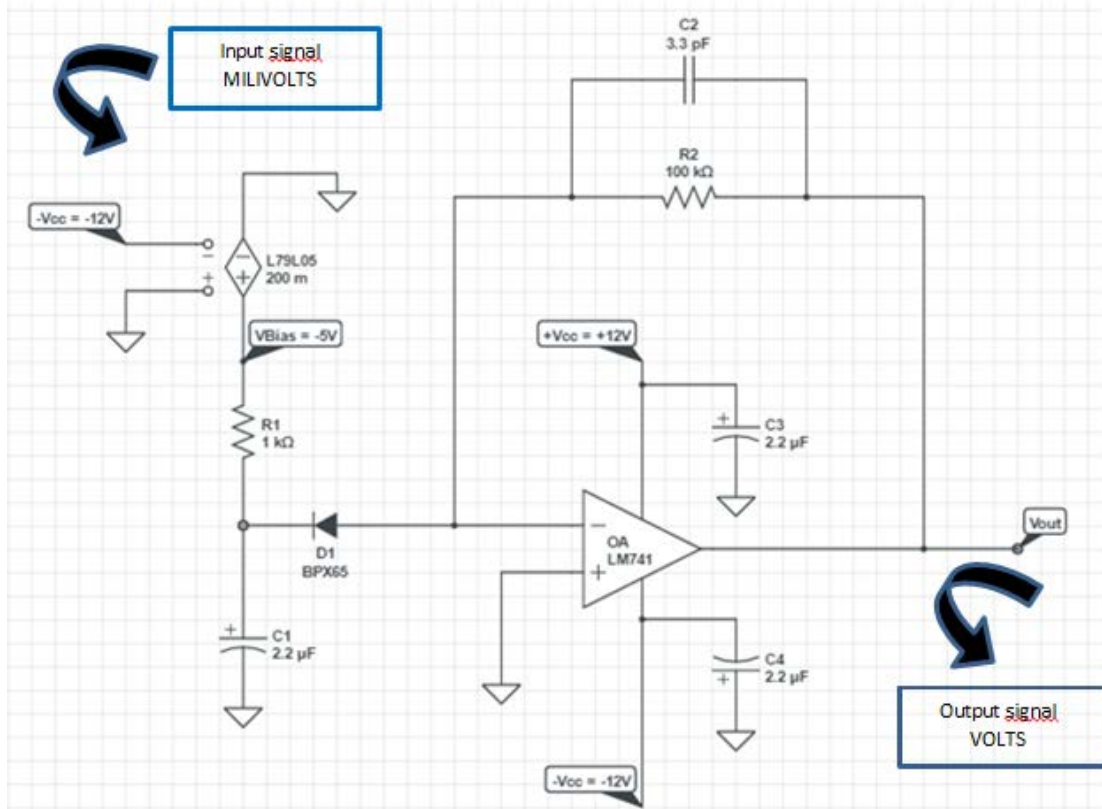 Input signal
MILIVOLTS
C2
3.3 pF
R2
100 kΩ
-Vcc = -12V
−
+
−
+
L79L05
200 m
VBias = -5V
+Vcc = +12V
R1
1 kΩ
+
C3
2.2 µF
D1
BPX65
−
+
OA
LM741
Vout
+
C1
2.2 µF
+
C4
2.2 µF
Output signal
VOLTS
-Vcc = -12V